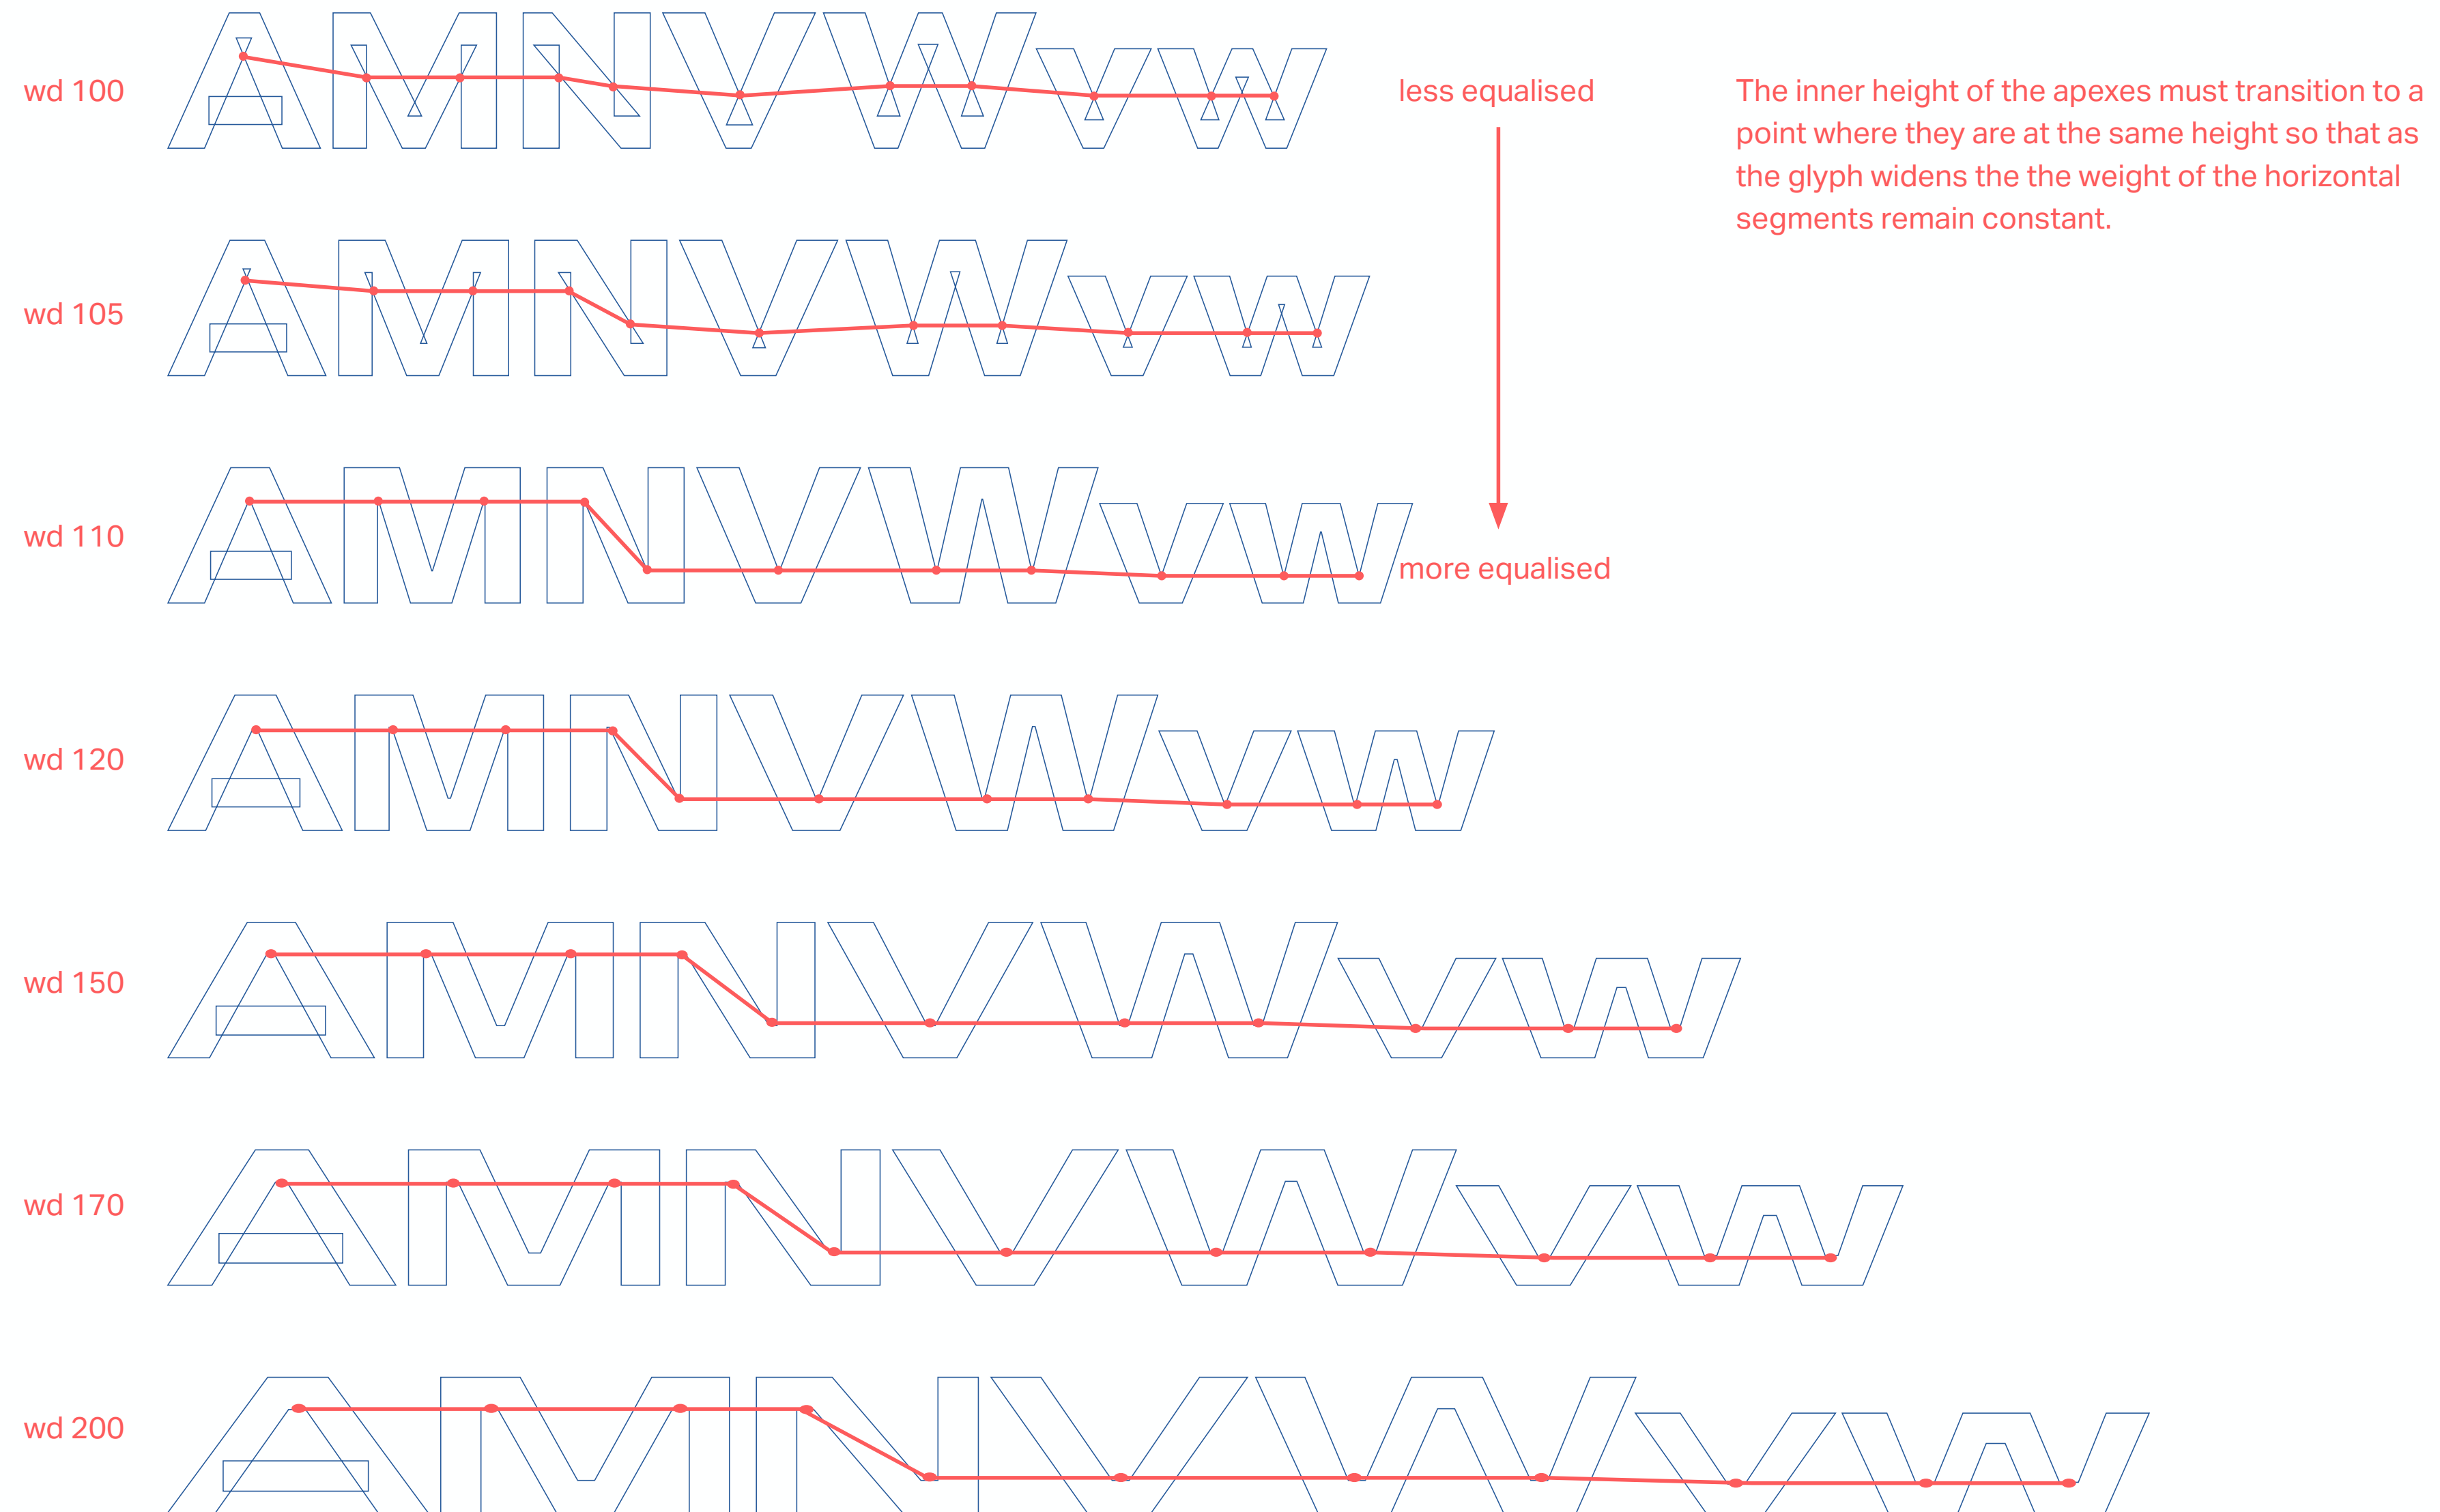 wd 100
AMNVWvw
less equalised
The inner height of the apexes must transition to a
point where they are at the same height so that as
the glyph widens the the weight of the horizontal
segments remain constant.
wd 105
AMNVWvw
wd 110
AMNVWvw
more equalised
wd 120
AMNVWvw
wd 150
AMNVWvw
wd 170
AMNVWvw
wd 200
AMNVWvw